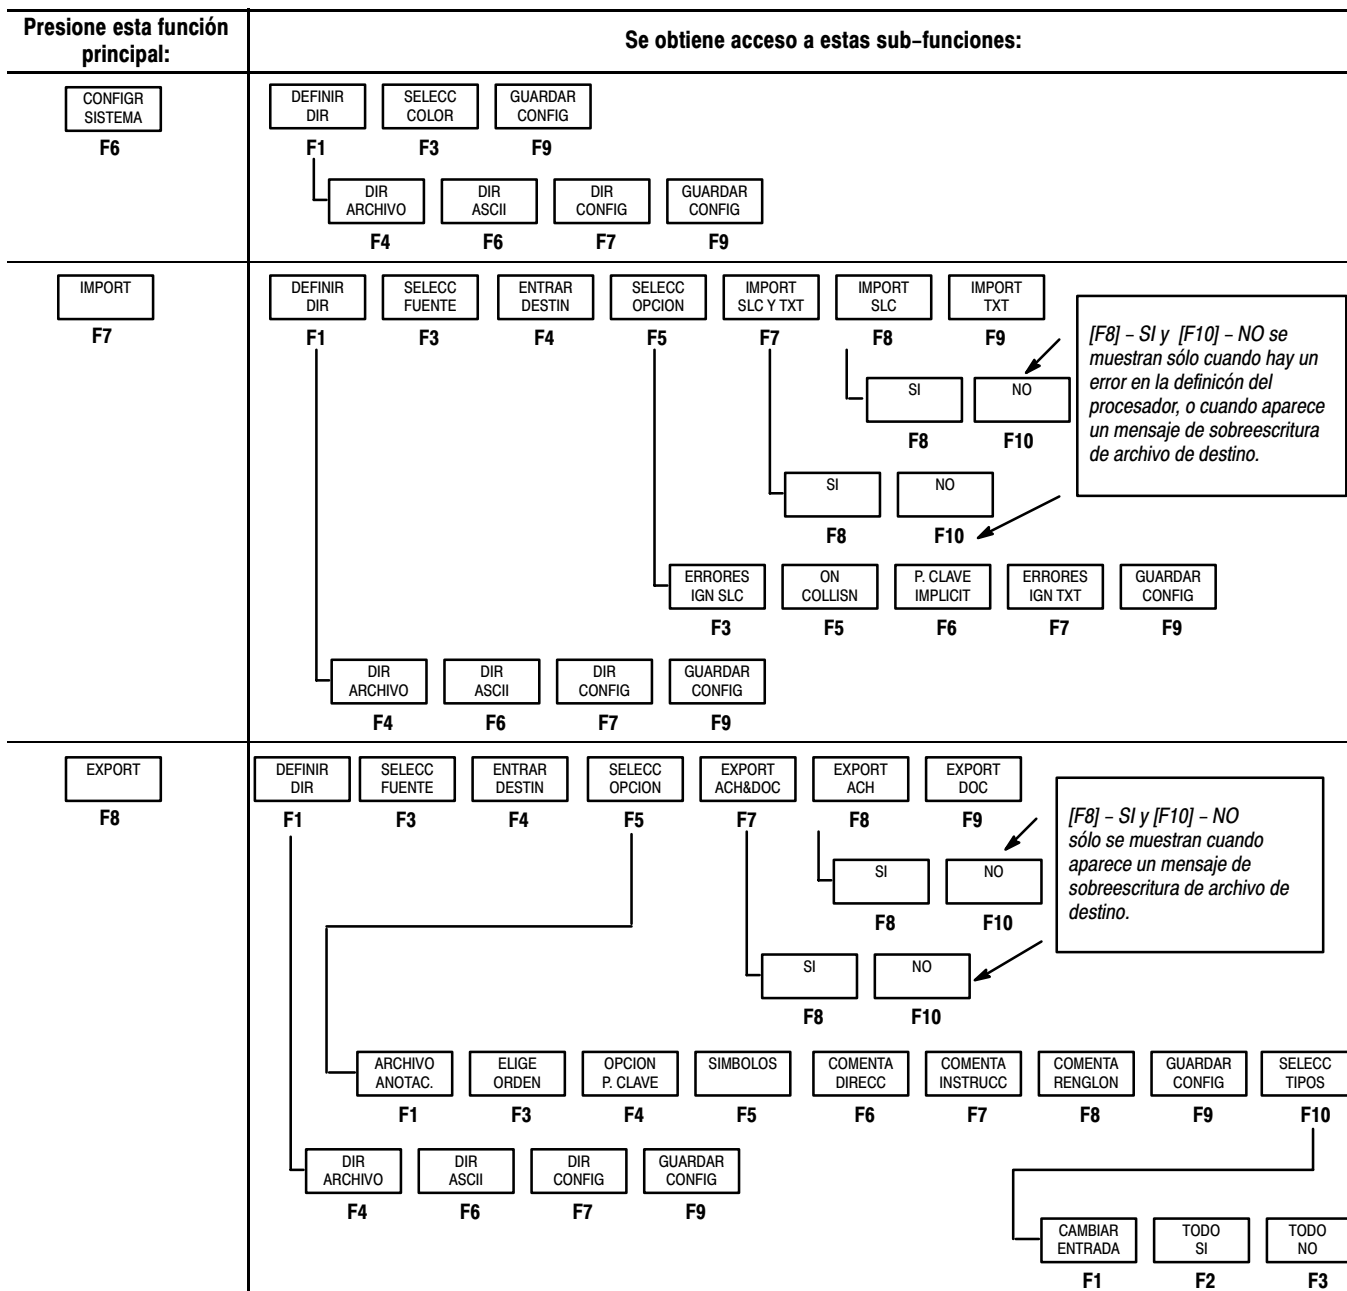 Presione esta función
principal:
Se obtiene acceso a estas sub–funciones:
CONFIGR
SISTEMA
F6
DEFINIR
DIR
F1
SELECC
COLOR
F3
GUARDAR
CONFIG
F9
DIR
ARCHIVO
F4
DIR
ASCII
F6
DIR
CONFIG
F7
GUARDAR
CONFIG
F9
IMPORT
F7
DEFINIR
DIR
F1
SELECC
FUENTE
F3
ENTRAR
DESTIN
F4
SELECC
OPCION
F5
IMPORT
SLC Y TXT
F7
IMPORT
SLC
F8
IMPORT
TXT
F9
[F8] – SI y [F10] – NO se
muestran sólo cuando hay un
error en la definicón del
procesador, o cuando aparece
un mensaje de sobreescritura
de archivo de destino.
SI
F8
NO
F10
SI
F8
NO
F10
ERRORES
IGN SLC
F3
ON
COLLISN
F5
P. CLAVE
IMPLICIT
F6
ERRORES
IGN TXT
F7
GUARDAR
CONFIG
F9
DIR
ARCHIVO
F4
DIR
ASCII
F6
DIR
CONFIG
F7
GUARDAR
CONFIG
F9
EXPORT
F8
DEFINIR
DIR
F1
SELECC
FUENTE
F3
ENTRAR
DESTIN
F4
SELECC
OPCION
F5
EXPORT
ACH&DOC
F7
EXPORT
ACH
F8
EXPORT
DOC
F9
[F8] – SI y [F10] – NO
sólo se muestran cuando
aparece un mensaje de
sobreescritura de archivo de
destino.
SI
F8
NO
F10
SI
F8
NO
F10
ARCHIVO
ANOTAC.
F1
ELIGE
ORDEN
F3
OPCION
P. CLAVE
F4
SIMBOLOS
F5
COMENTA
DIRECC
F6
COMENTA
INSTRUCC
F7
COMENTA
RENGLON
F8
GUARDAR
CONFIG
F9
SELECC
TIPOS
F10
DIR
ARCHIVO
F4
DIR
ASCII
F6
DIR
CONFIG
F7
GUARDAR
CONFIG
F9
CAMBIAR
ENTRADA
F1
TODO
SI
F2
TODO
NO
F3